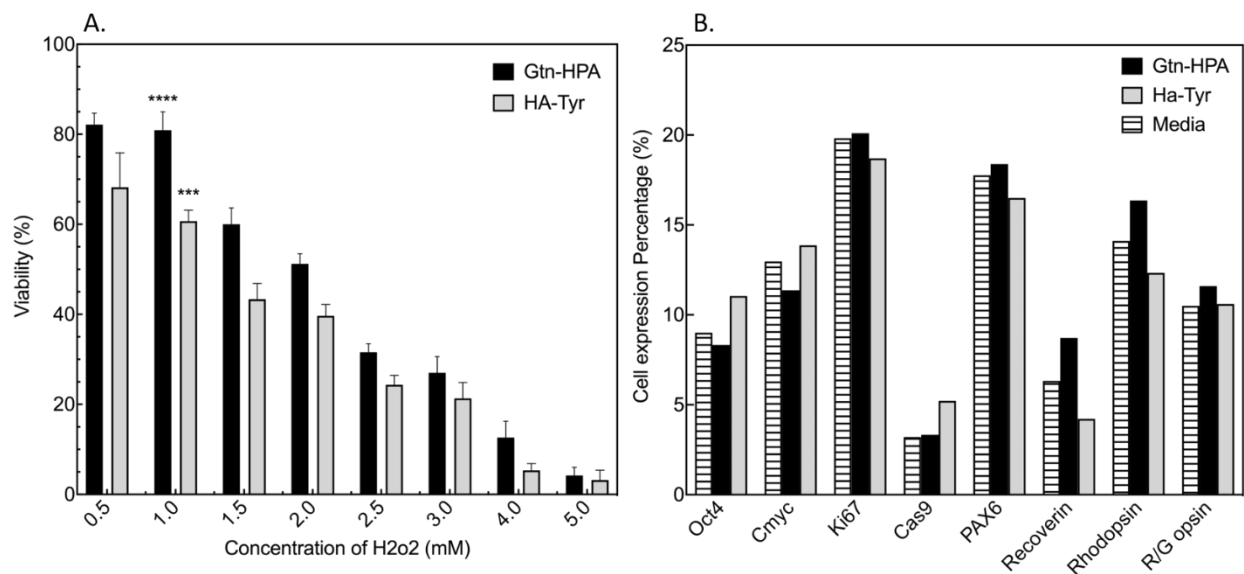 A.
100
80
60
40
20
0
Viability (%)
****
***
Gtn-HPA
HA-Tyr
0.5 1.0 1.5 2.0 2.5 3.0 4.0 5.0
Concentration of H2o2 (mM)
B.
25
20
15
10
5
0
Cell expression Percentage (%)
Gtn-HPA
Ha-Tyr
Media
Oct4 Cmyc Ki67 Cas9 PAX6 Recoverin Rhodopsin R/G opsin